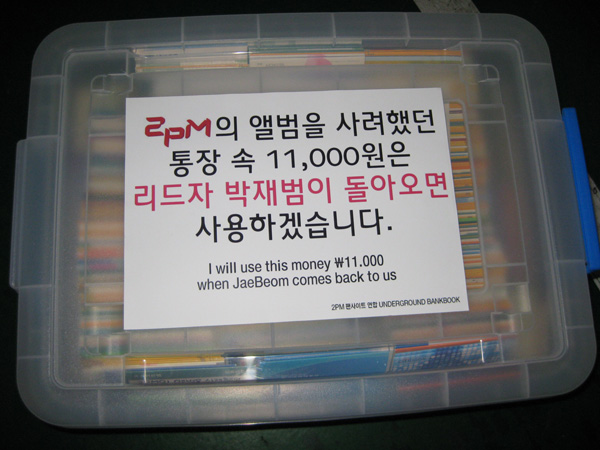 2PM의 앨범을 사려했던
통장 속 11,000원은
리드자 박재범이 돌아오면
사용하겠습니다.
I will use this money ₩11.000
when JaeBeom comes back to us
2PM 팬사이트 연합 UNDERGROUND BANKBOOK